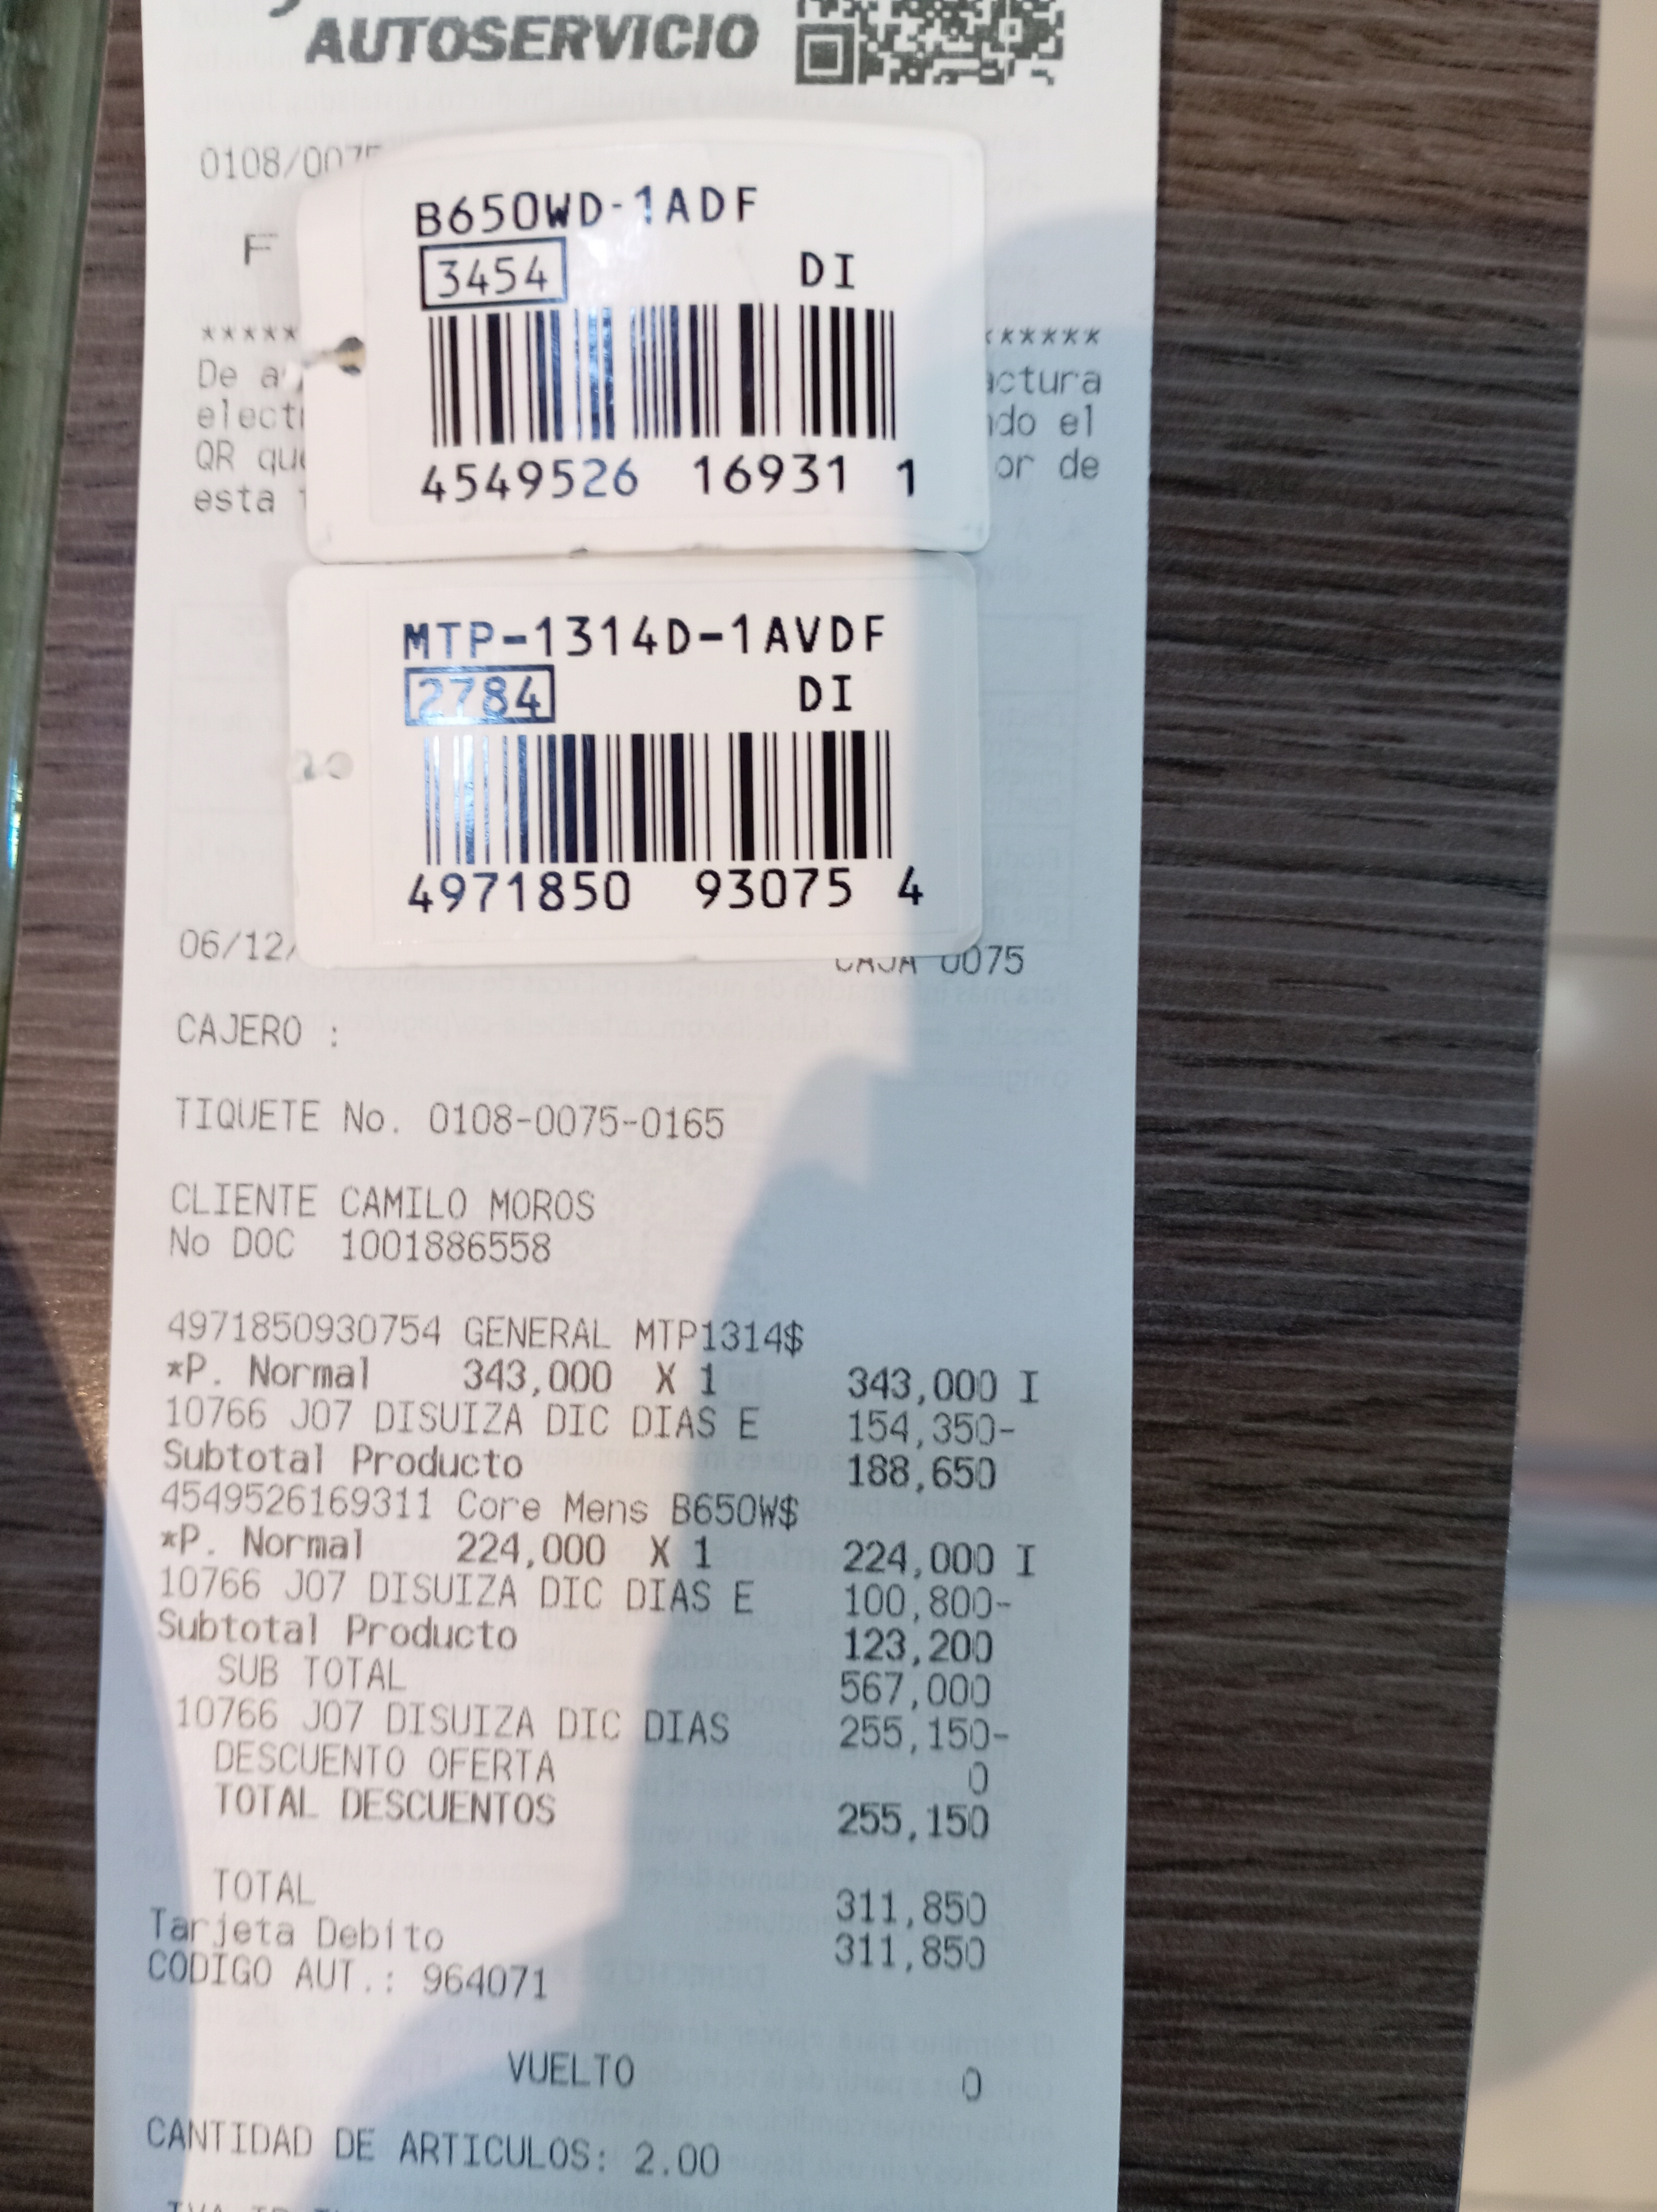 AUTOSERVICIO
0108/0075
F
B650WD-1ADF
3454 DI
4549526 16931 1
***** ******
De
electr
QR que or de
esta
MTP-1314D-1AVDF
2784 DI
4971850 93075 4
06/12/ CAJA 0075
CAJERO :
TIQUETE No. 0108-0075-0165
CLIENTE CAMILO MOROS
No DOC 1001886558
4971850930754 GENERAL MTP1314$
*P. Normal 343,000 X 1 343,000 I
10766 J07 DISUIZA DIC DIAS E 154,350-
Subtotal Producto 188,650
4549526169311 Core Mens B650W$
*P. Normal 224,000 X 1 224,000 I
10766 J07 DISUIZA DIC DIAS E 100,800-
Subtotal Producto 123,200
SUB TOTAL 567,000
10766 J07 DISUIZA DIC DIAS 255,150-
DESCUENTO OFERTA 0
TOTAL DESCUENTOS 255,150
TOTAL 311,850
Tarjeta Debito 311,850
CODIGO AUT.: 964071
VUELTO 0
CANTIDAD DE ARTICULOS: 2.00